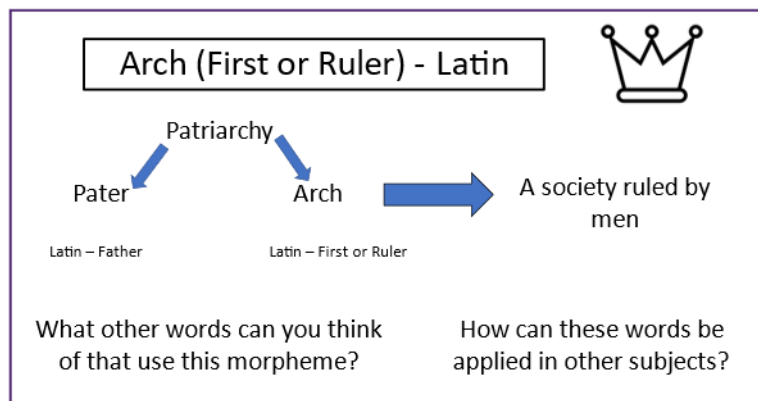 Arch (First or Ruler) - Latin
Patriarchy
Pater
Arch
A society ruled by
men
Latin – Father
Latin – First or Ruler
What other words can you think
of that use this morpheme?
How can these words be
applied in other subjects?